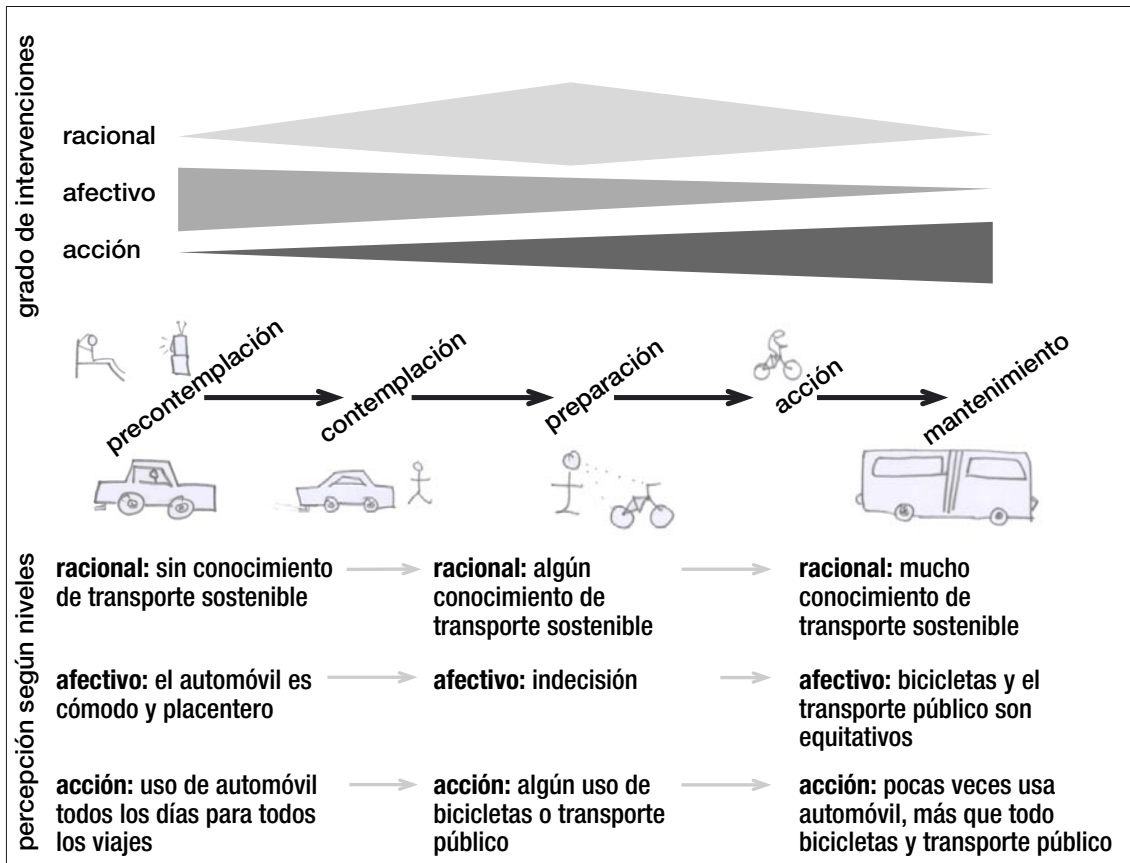 grado de intervenciones
racional
afectivo
acción
precontemplación
contemplación
preparación
acción
mantenimiento
percepción según niveles
racional: sin conocimiento
de transporte sostenible
racional: algún
conocimiento de
transporte sostenible
racional: mucho
conocimiento de
transporte sostenible
afectivo: el automóvil es
cómodo y placentero
afectivo: indecisión
afectivo: bicicletas y el
transporte público son
equitativos
acción: uso de automóvil
todos los días para todos
los viajes
acción: algún uso de
bicicletas o transporte
público
acción: pocas veces usa
automóvil, más que todo
bicicletas y transporte público